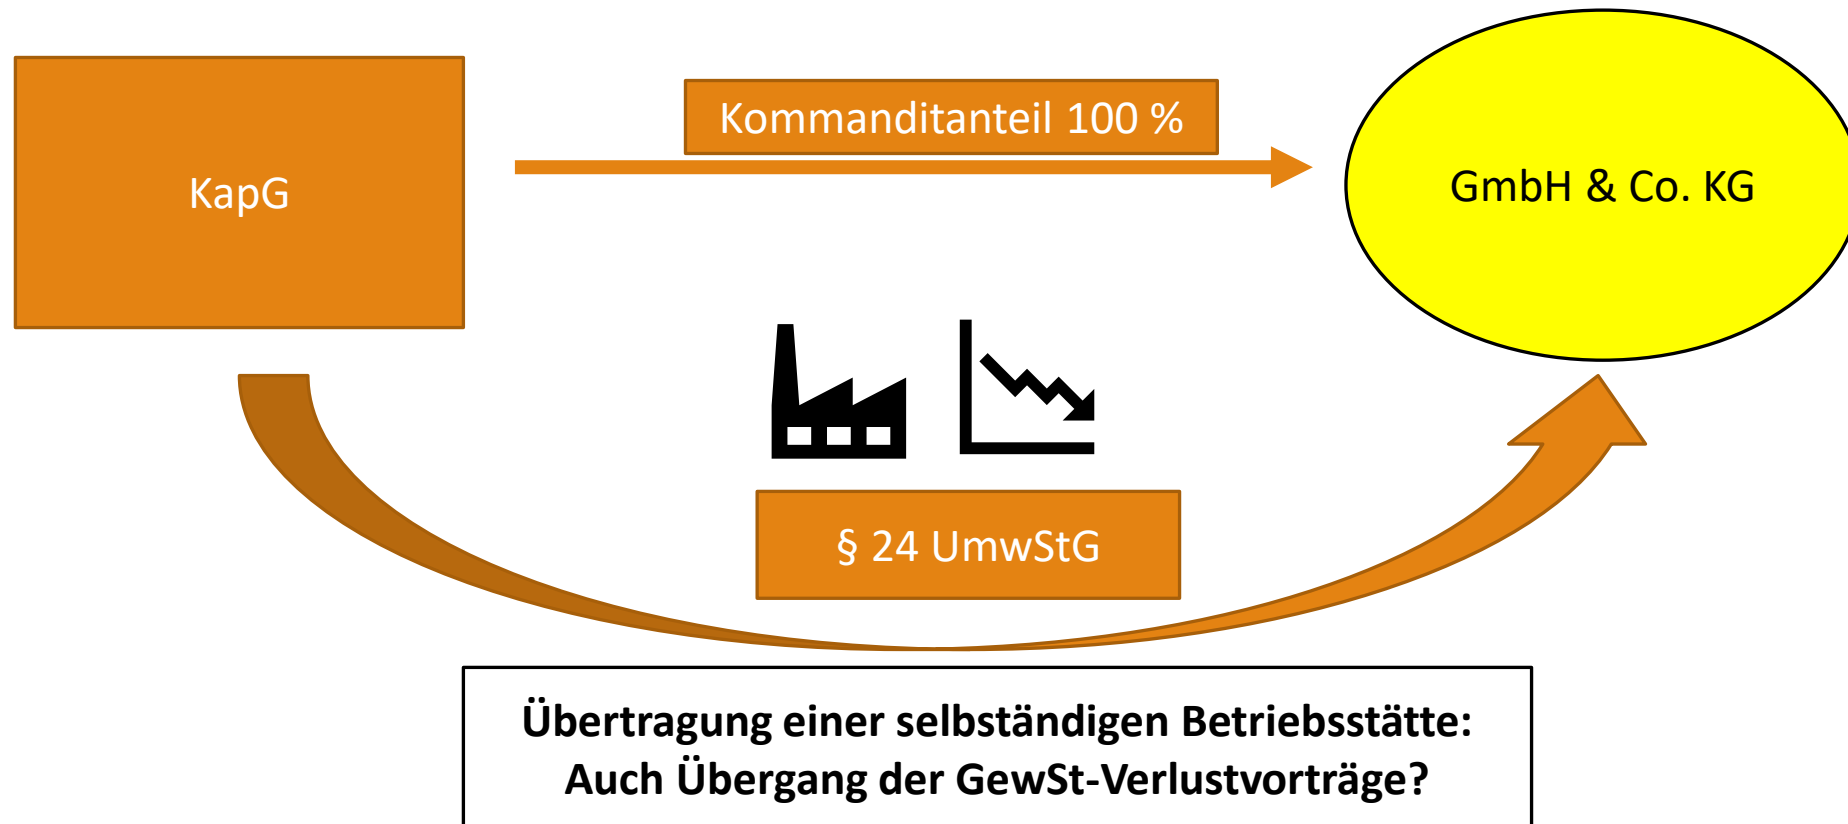 Kommanditanteil 100 %
KapG
GmbH & Co. KG
§ 24 UmwStG
Übertragung einer selbständigen Betriebsstätte:
Auch Übergang der GewSt-Verlustvorträge?